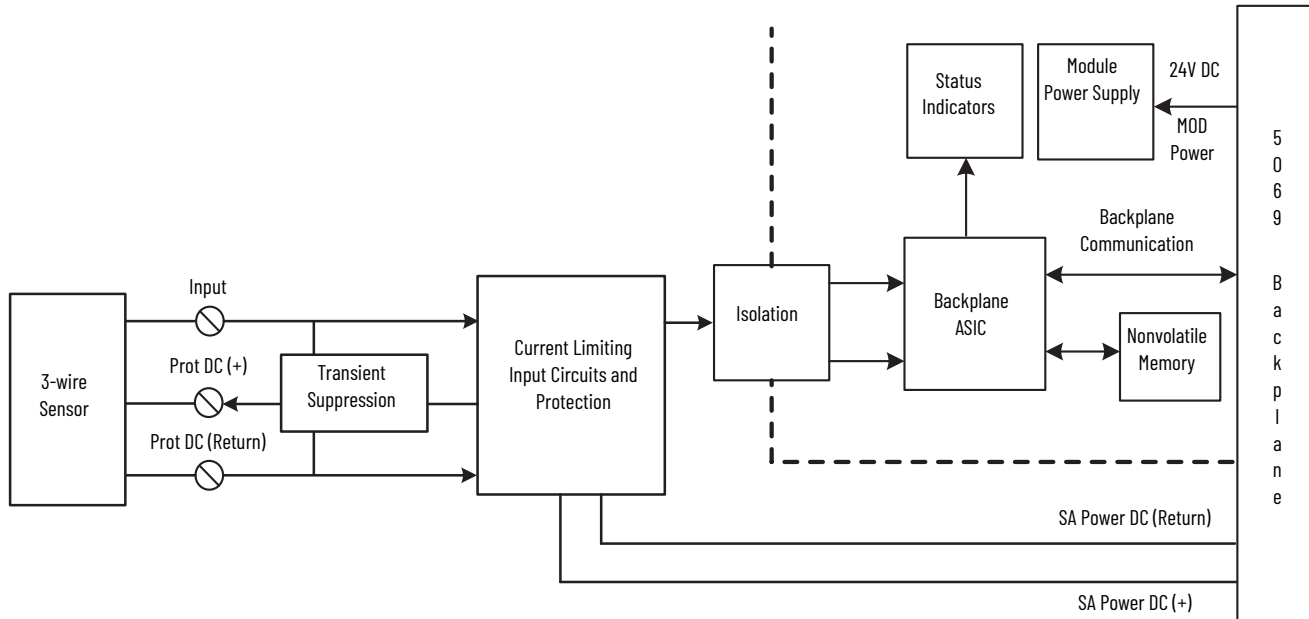 Status
Indicators
Module
Power Supply
24V DC
MOD
Power
5
0
6
9
B
a
c
k
p
l
a
n
e
Backplane
Communication
Input
Prot DC (+)
Prot DC (Return)
3-wire
Sensor
Transient
Suppression
Current Limiting
Input Circuits and
Protection
Isolation
Backplane
ASIC
Nonvolatile
Memory
SA Power DC (Return)
SA Power DC (+)